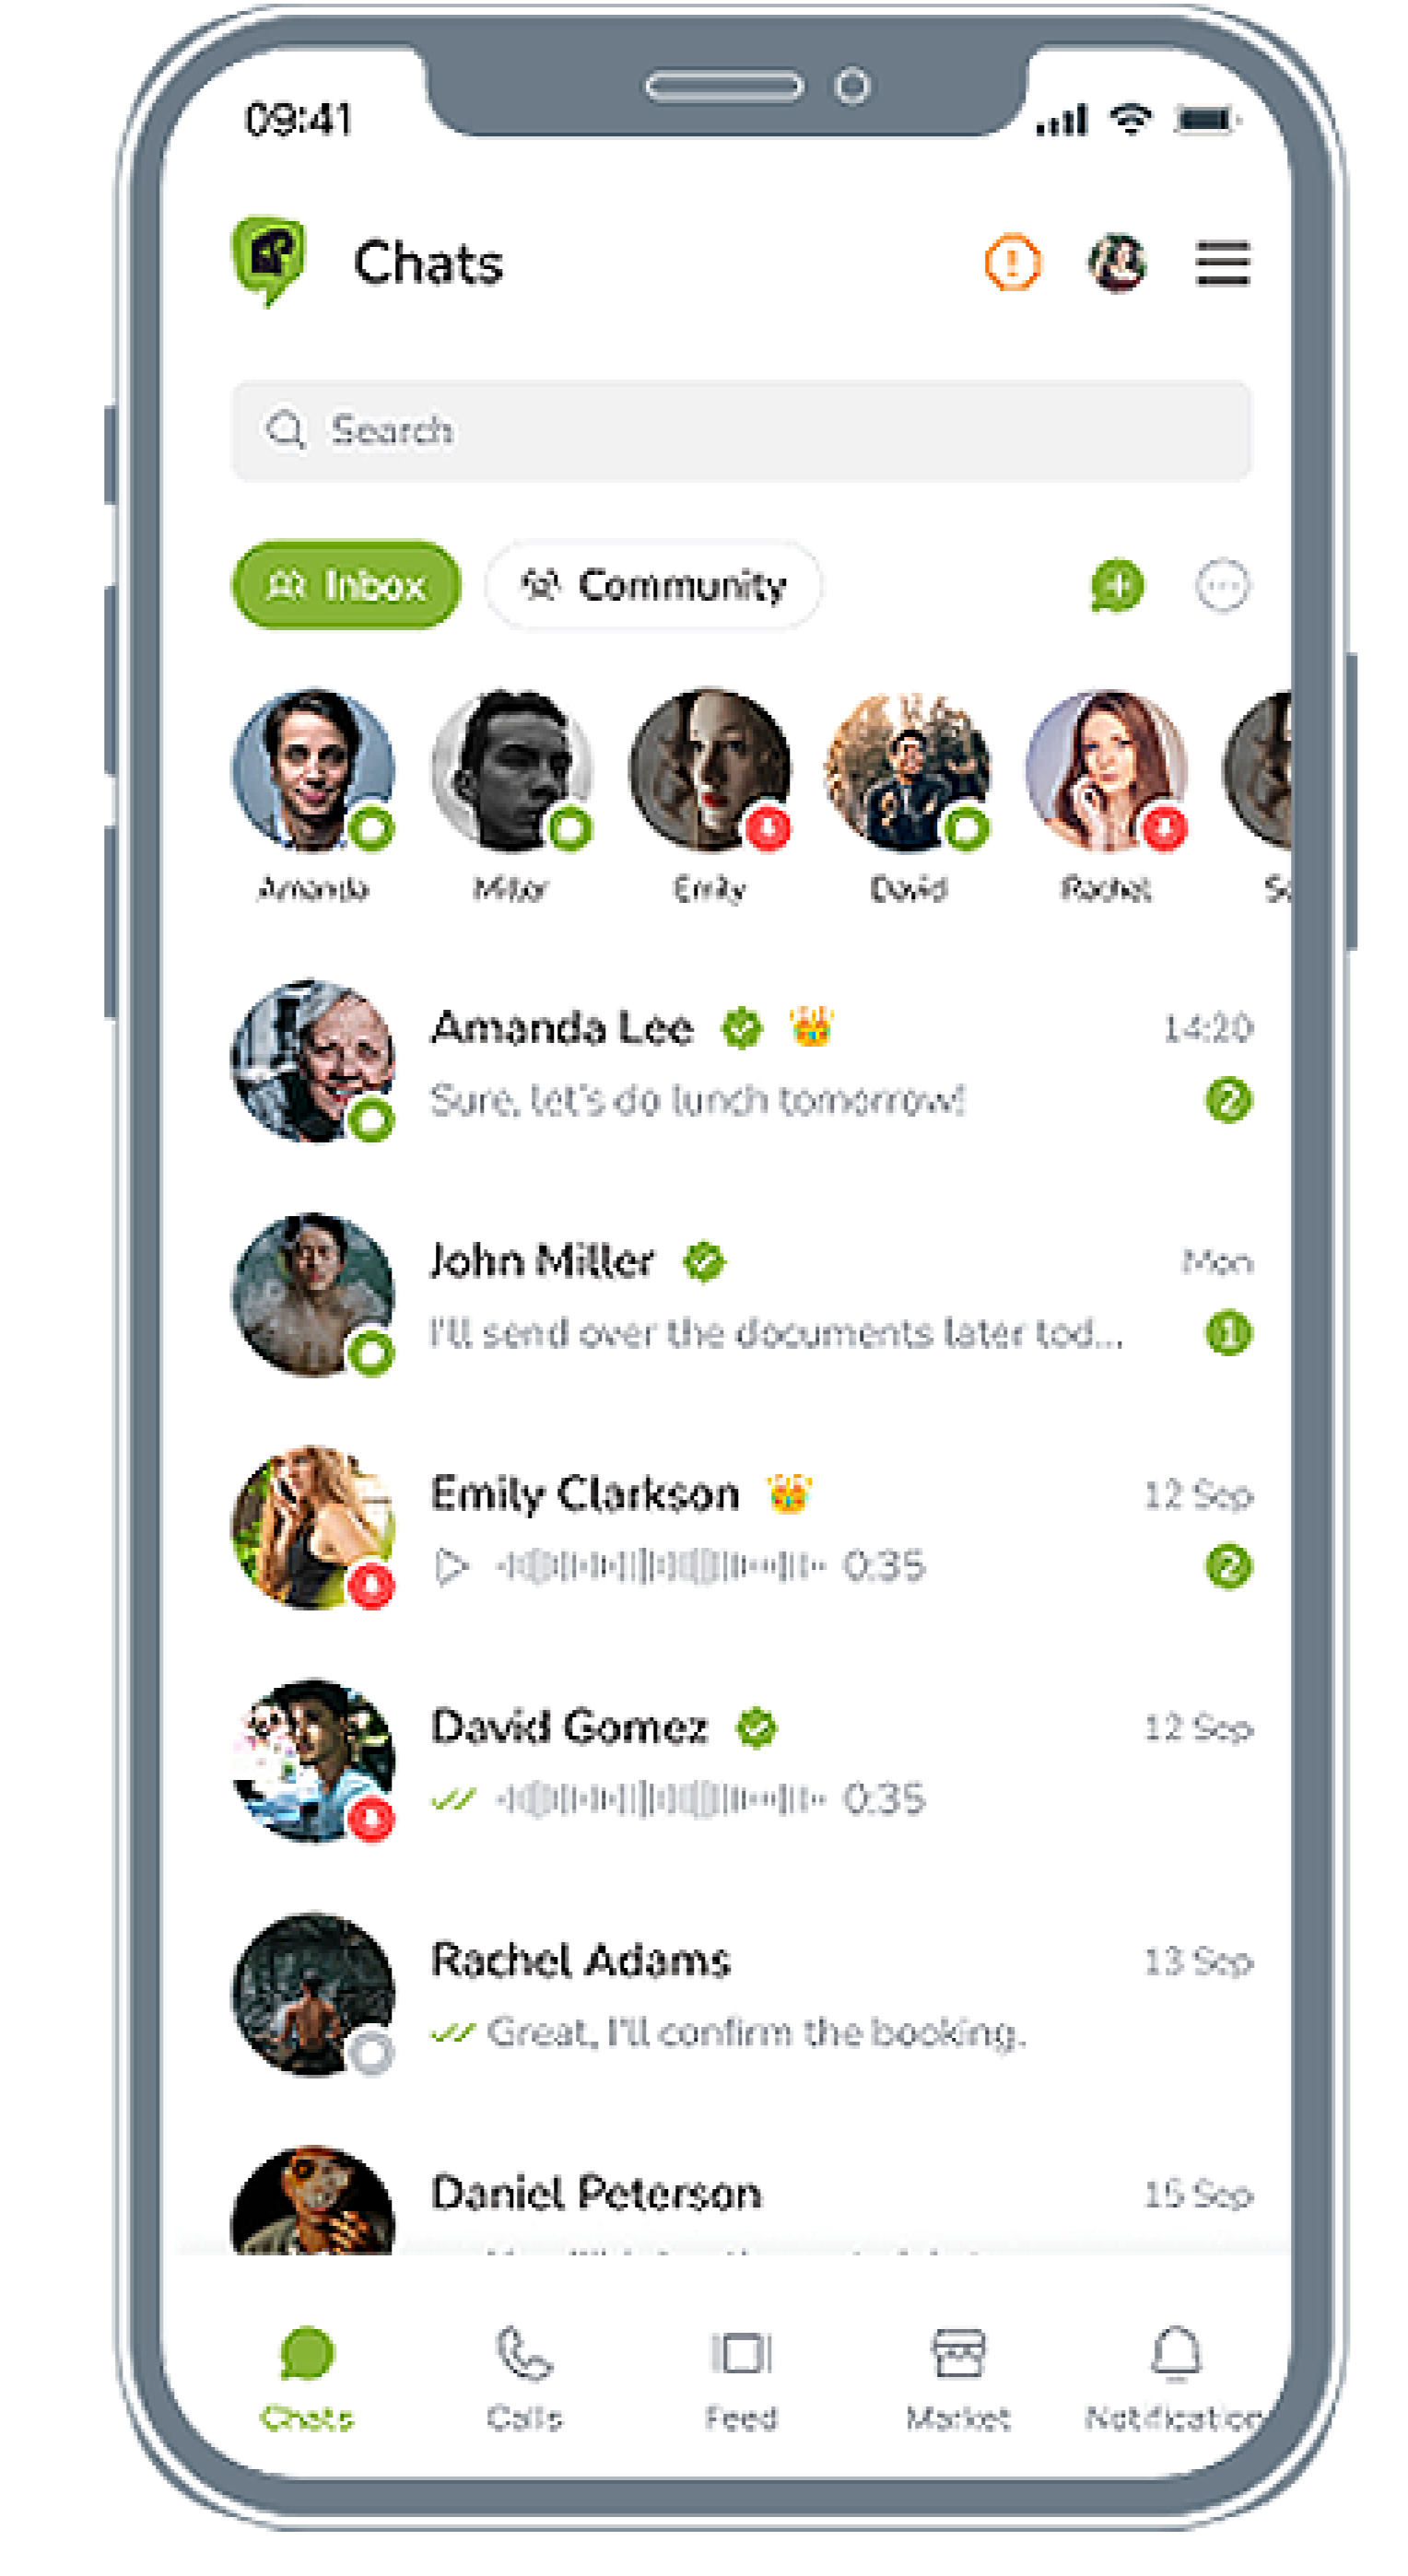 09:41
Chats
Search
Inbox Community
Amanda Miller Emily David Rachel
Amanda Lee 14:20
Sure, let's do lunch tomorrow! 2
John Miller Mon
I'll send over the documents later tod... 1
Emily Clarkson 12 Sep
0:35 2
David Gomez 12 Sep
0:35
Rachel Adams 13 Sep
Great, I'll confirm the booking.
Daniel Peterson 15 Sep
Chats Calls Feed Market Notification